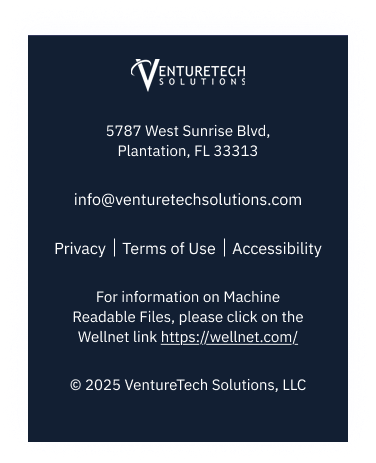 VENTURETECH
SOLUTIONS
5787 West Sunrise Blvd,
Plantation, FL 33313
info@venturetechsolutions.com
Privacy | Terms of Use | Accessibility
For information on Machine
Readable Files, please click on the
Wellnet link https://wellnet.com/
© 2025 VentureTech Solutions, LLC